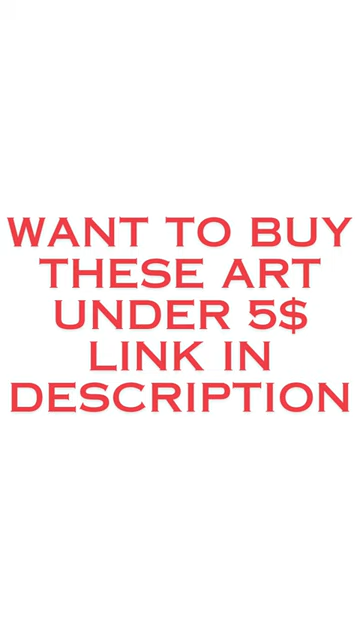 WANT TO BUY
THESE ART
UNDER 5$
LINK IN
DESCRIPTION